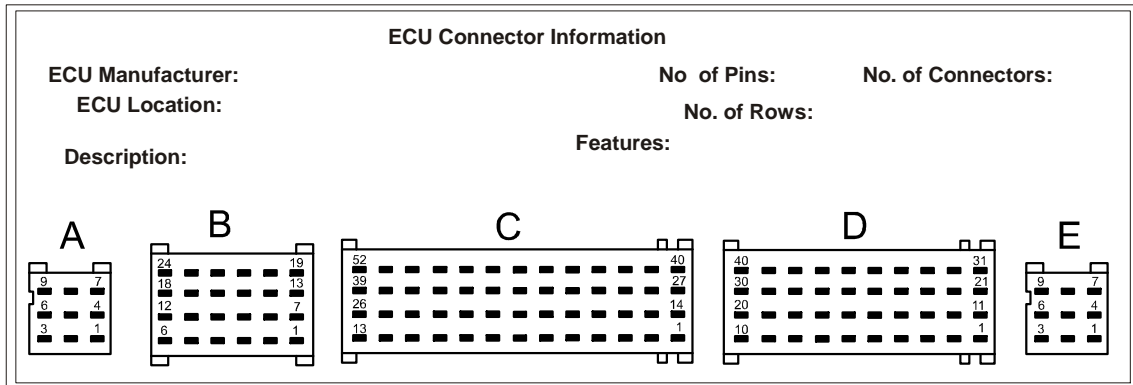 ECU Connector Information
ECU Manufacturer: No of Pins: No. of Connectors:
ECU Location: No. of Rows:
Features:
Description:
A B C D E
24 19 52 40 40 31
9 7 18 13 39 27 30 21 9 7
6 4 12 7 26 14 20 11 6 4
3 1 6 1 13 1 10 1 3 1